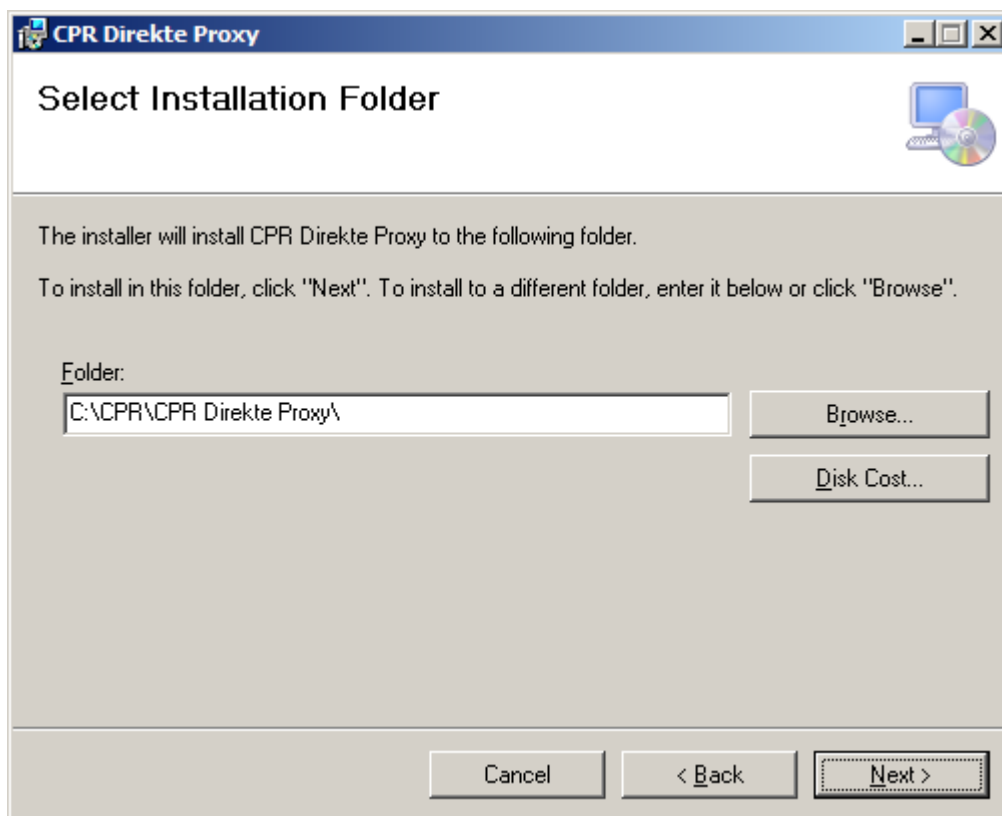 CPR Direkte Proxy
Select Installation Folder
The installer will install CPR Direkte Proxy to the following folder.
To install in this folder, click "Next". To install to a different folder, enter it below or click "Browse".
Folder:
C:\CPR\CPR Direkte Proxy\
Browse...
Disk Cost...
Cancel
< Back
Next >